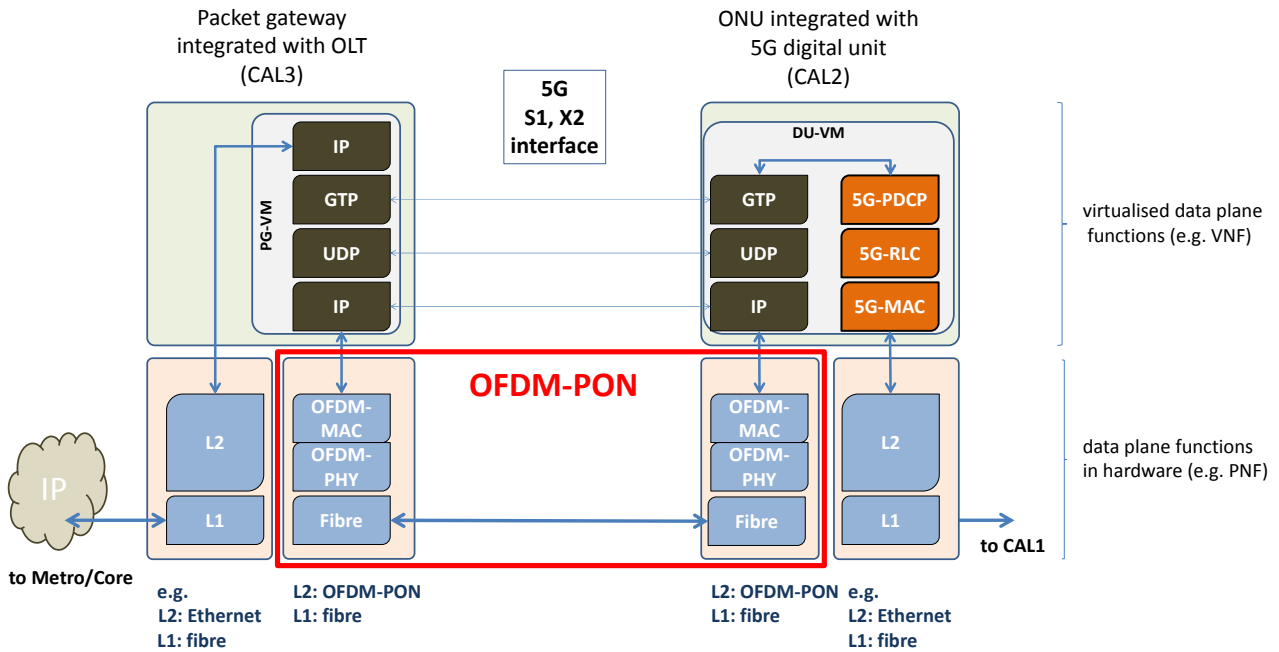 Packet gateway
integrated with OLT
(CAL3)
ONU integrated with
5G digital unit
(CAL2)
5G
S1, X2
interface
PG-VM
IP
GTP
UDP
IP
DU-VM
GTP
UDP
IP
5G-PDCP
5G-RLC
5G-MAC
virtualised data plane
functions (e.g. VNF)
OFDM-PON
IP
to Metro/Core
L2
L1
OFDM-
MAC
OFDM-
PHY
Fibre
OFDM-
MAC
OFDM-
PHY
Fibre
L2
L1
to CAL1
data plane functions
in hardware (e.g. PNF)
e.g.
L2: Ethernet
L1: fibre
L2: OFDM-PON
L1: fibre
L2: OFDM-PON
L1: fibre
e.g.
L2: Ethernet
L1: fibre